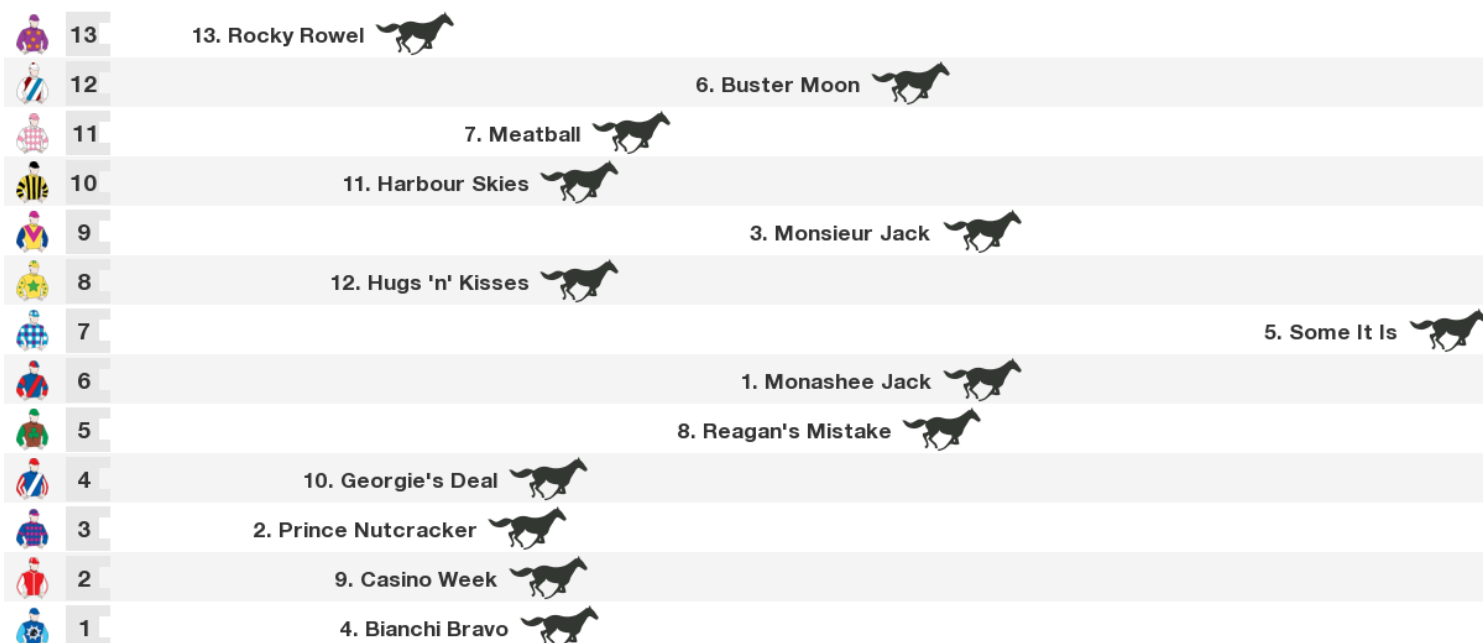 13 13. Rocky Rowel
12 6. Buster Moon
11 7. Meatball
10 11. Harbour Skies
9 3. Monsieur Jack
8 12. Hugs 'n' Kisses
7 5. Some It Is
6 1. Monashee Jack
5 8. Reagan's Mistake
4 10. Georgie's Deal
3 2. Prince Nutcracker
2 9. Casino Week
1 4. Bianchi Bravo